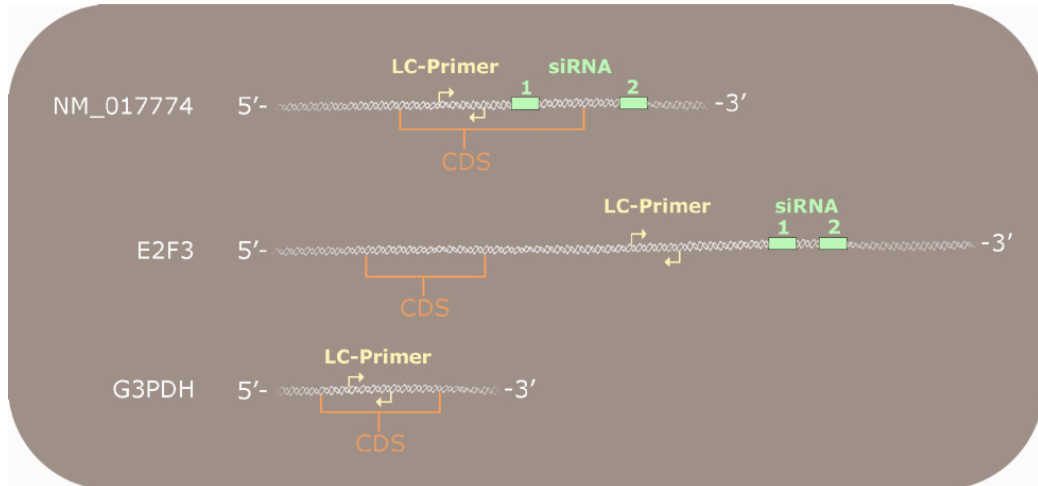 LC-Primer siRNA
1 2
NM_017774 5’- -3’
CDS
LC-Primer siRNA
1 2
E2F3 5’- -3’
CDS
LC-Primer
G3PDH 5’- -3’
CDS